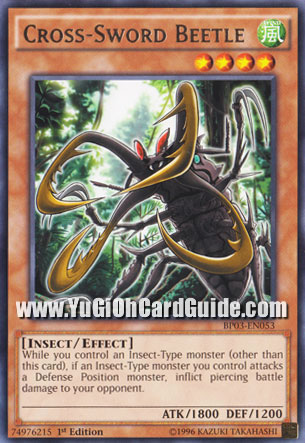 CROSS-SWORD BEETLE
風
www.YuGiOhCardGuide.com
BP03-EN053
[INSECT/EFFECT]
While you control an Insect-Type monster (other than
this card), if an Insect-Type monster you control attacks
a Defense Position monster, inflict piercing battle
damage to your opponent.
ATK/1800 DEF/1200
74976215 1st Edition ©1996 KAZUKI TAKAHASHI